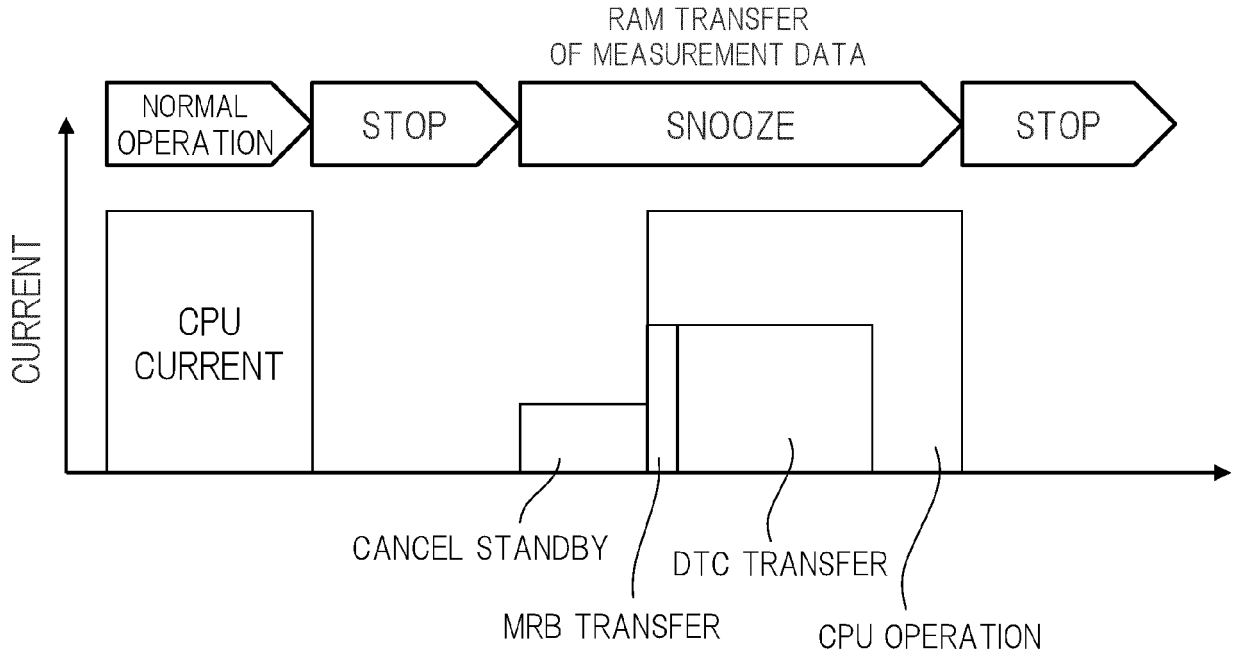 RAM TRANSFER
OF MEASUREMENT DATA
NORMAL
OPERATION
STOP
SNOOZE
STOP
CURRENT
CPU
CURRENT
CANCEL STANDBY
DTC TRANSFER
MRB TRANSFER
CPU OPERATION